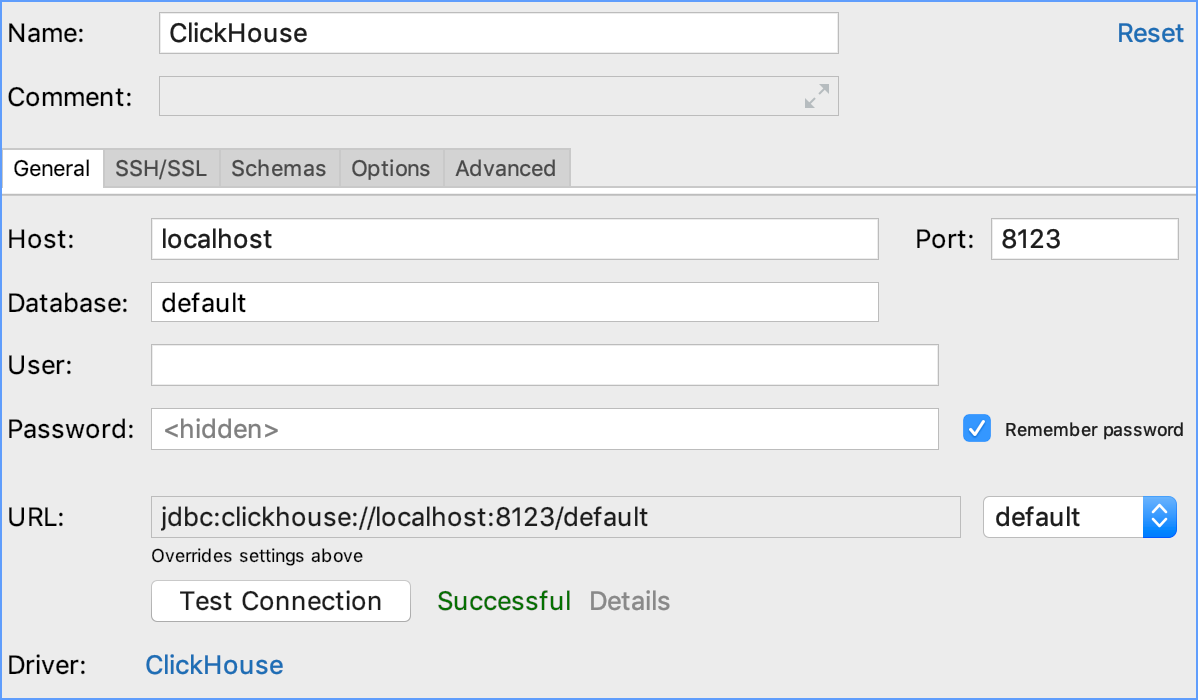 Name: ClickHouse Reset
Comment:
General SSH/SSL Schemas Options Advanced
Host: localhost Port: 8123
Database: default
User:
Password: <hidden> Remember password
URL: jdbc:clickhouse://localhost:8123/default default
Overrides settings above
Test Connection Successful Details
Driver: ClickHouse